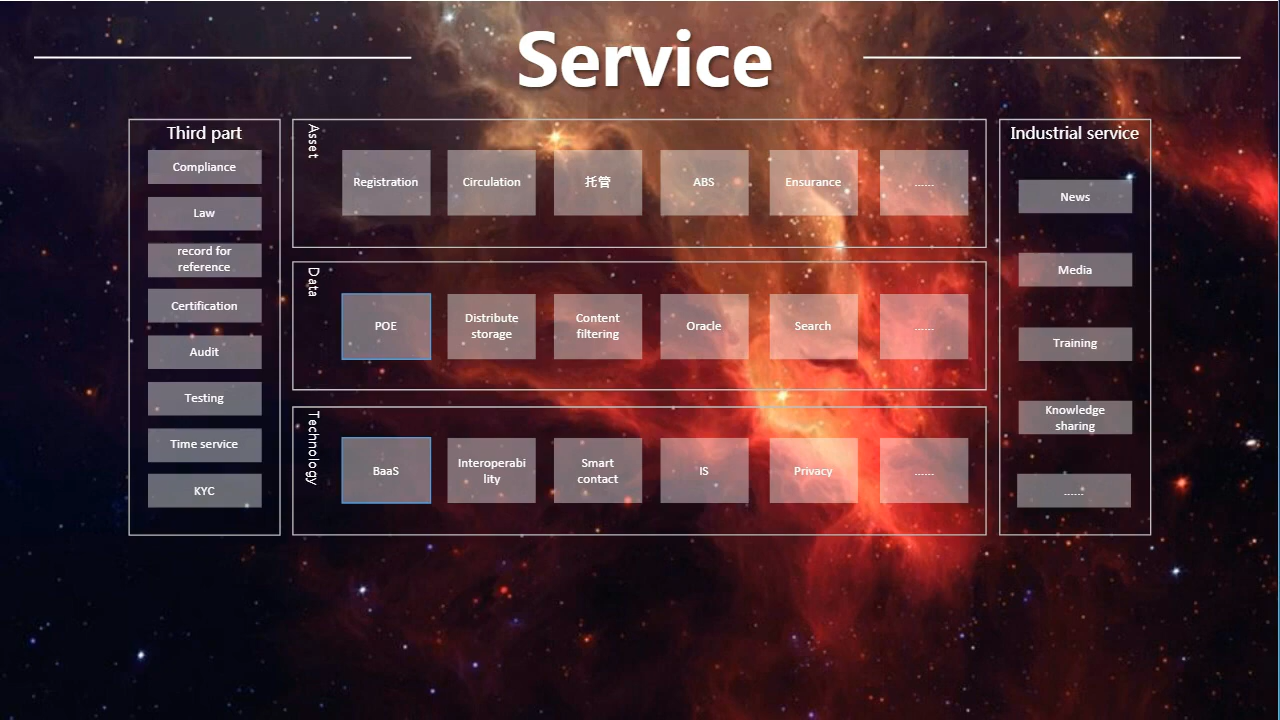 Service
Third part
Compliance
Law
record for
reference
Certification
Audit
Testing
Time service
KYC
Asset
Registration
Circulation
托管
ABS
Ensurance
......
Data
POE
Distribute
storage
Content
filtering
Oracle
Search
......
Technology
BaaS
Interoperabi
lity
Smart
contact
IS
Privacy
......
Industrial service
News
Media
Training
Knowledge
sharing
......